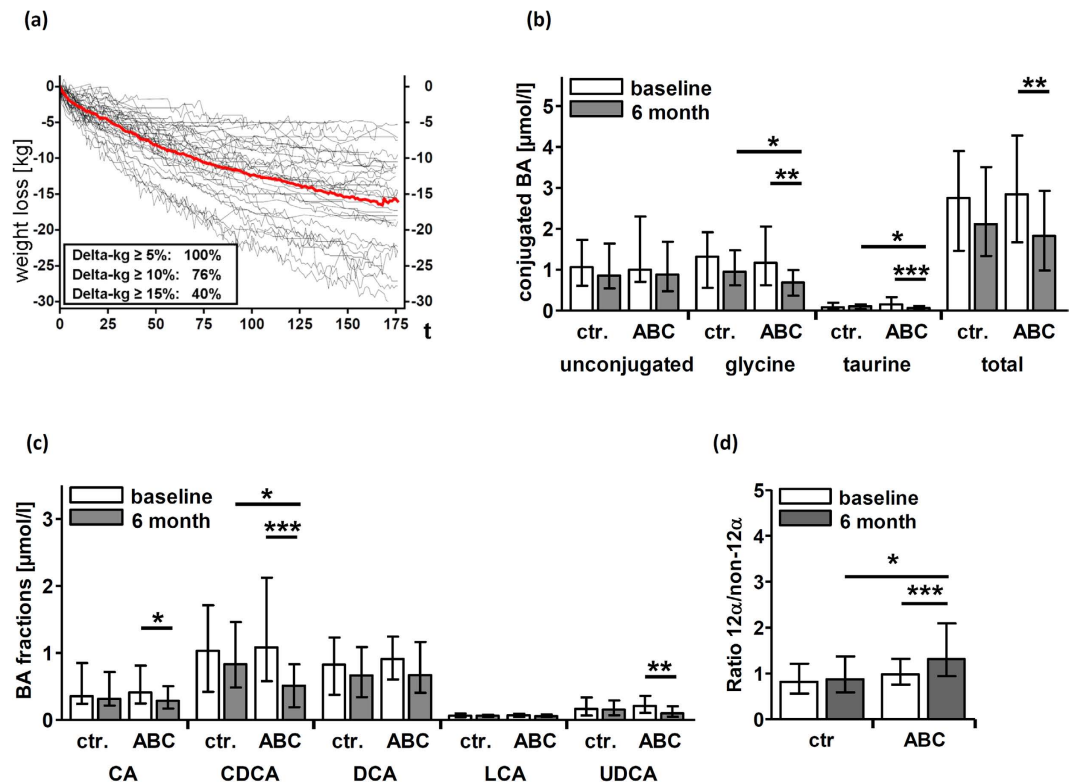 (a)
0
-5
-10
-15
-20
-25
-30
weight loss [kg]
0
-5
-10
-15
-20
-25
-30
Delta-kg ≥ 5%: 100%
Delta-kg ≥ 10%: 76%
Delta-kg ≥ 15%: 40%
0 25 50 75 100 125 150 175 t
(b)
baseline
6 month
conjugated BA [µmol/l]
5
4
3
2
1
0
*
**
*
***
**
ctr. ABC ctr. ABC ctr. ABC ctr. ABC
unconjugated glycine taurine total
(c)
baseline
6 month
BA fractions [µmol/l]
3
2
1
0
*
*
***
**
ctr. ABC ctr. ABC ctr. ABC ctr. ABC ctr. ABC
CA CDCA DCA LCA UDCA
(d)
baseline
6 month
Ratio 12α/non-12α
5
4
3
2
1
0
*
***
ctr ABC